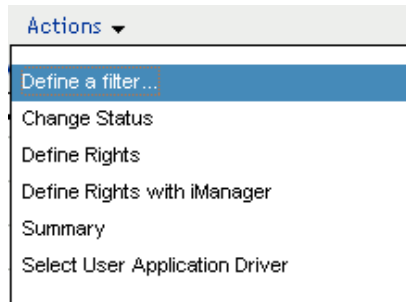 Actions
Define a filter...
Change Status
Define Rights
Define Rights with iManager
Summary
Select User Application Driver